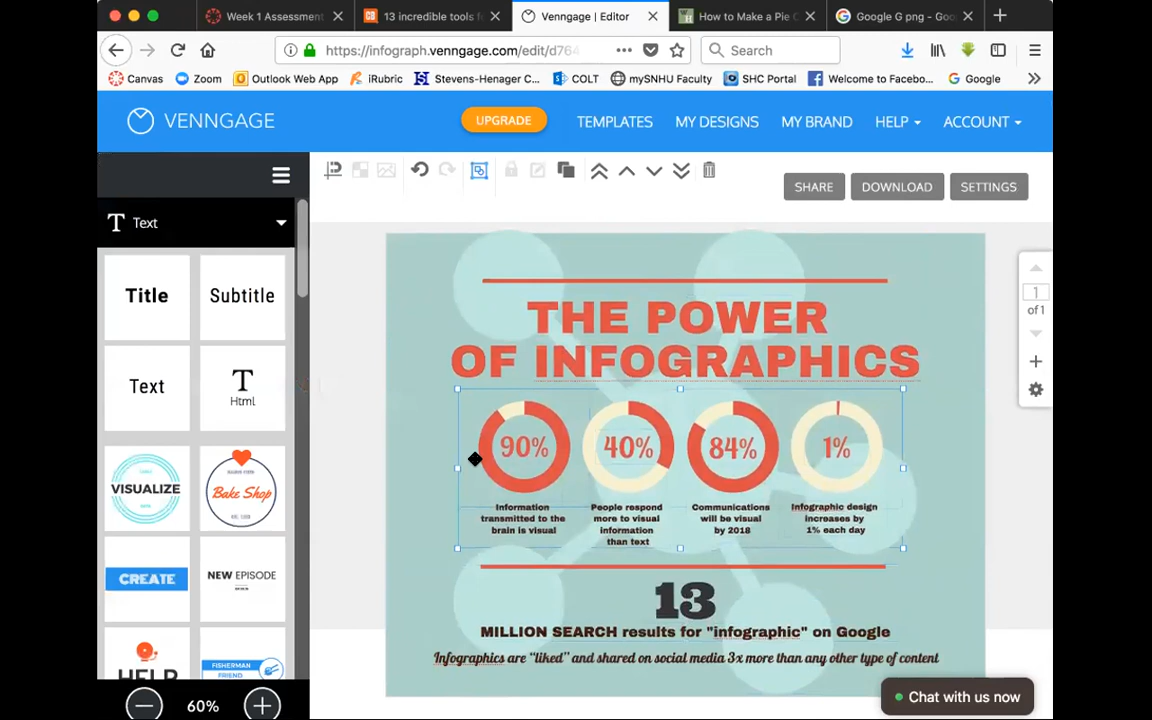 Week 1 Assessment
13 incredible tools f
Venngage | Editor
How to Make a Pie C
Google G png - Goo
https://infograph.venngage.com/edit/d764
Search
Canvas
Zoom
Outlook Web App
iRubric
Stevens-Henager C...
COLT
mySNHU Faculty
SHC Portal
Welcome to Facebo...
Google
VENNGAGE
UPGRADE
TEMPLATES
MY DESIGNS
MY BRAND
HELP
ACCOUNT
SHARE
DOWNLOAD
SETTINGS
T Text
Title
Subtitle
Text
T
Html
VISUALIZE
Bake Shop
CREATE
NEW EPISODE
HELP
FISHERMAN
FRIEND
60%
THE POWER
OF INFOGRAPHICS
90%
40%
84%
1%
Information
transmitted to the
brain is visual
People respond
more to visual
information
than text
Communications
will be visual
by 2018
Infographic design
increases by
1% each day
13
MILLION SEARCH results for "infographic" on Google
Infographics are “liked” and shared on social media 3x more than any other type of content
1
of 1
Chat with us now